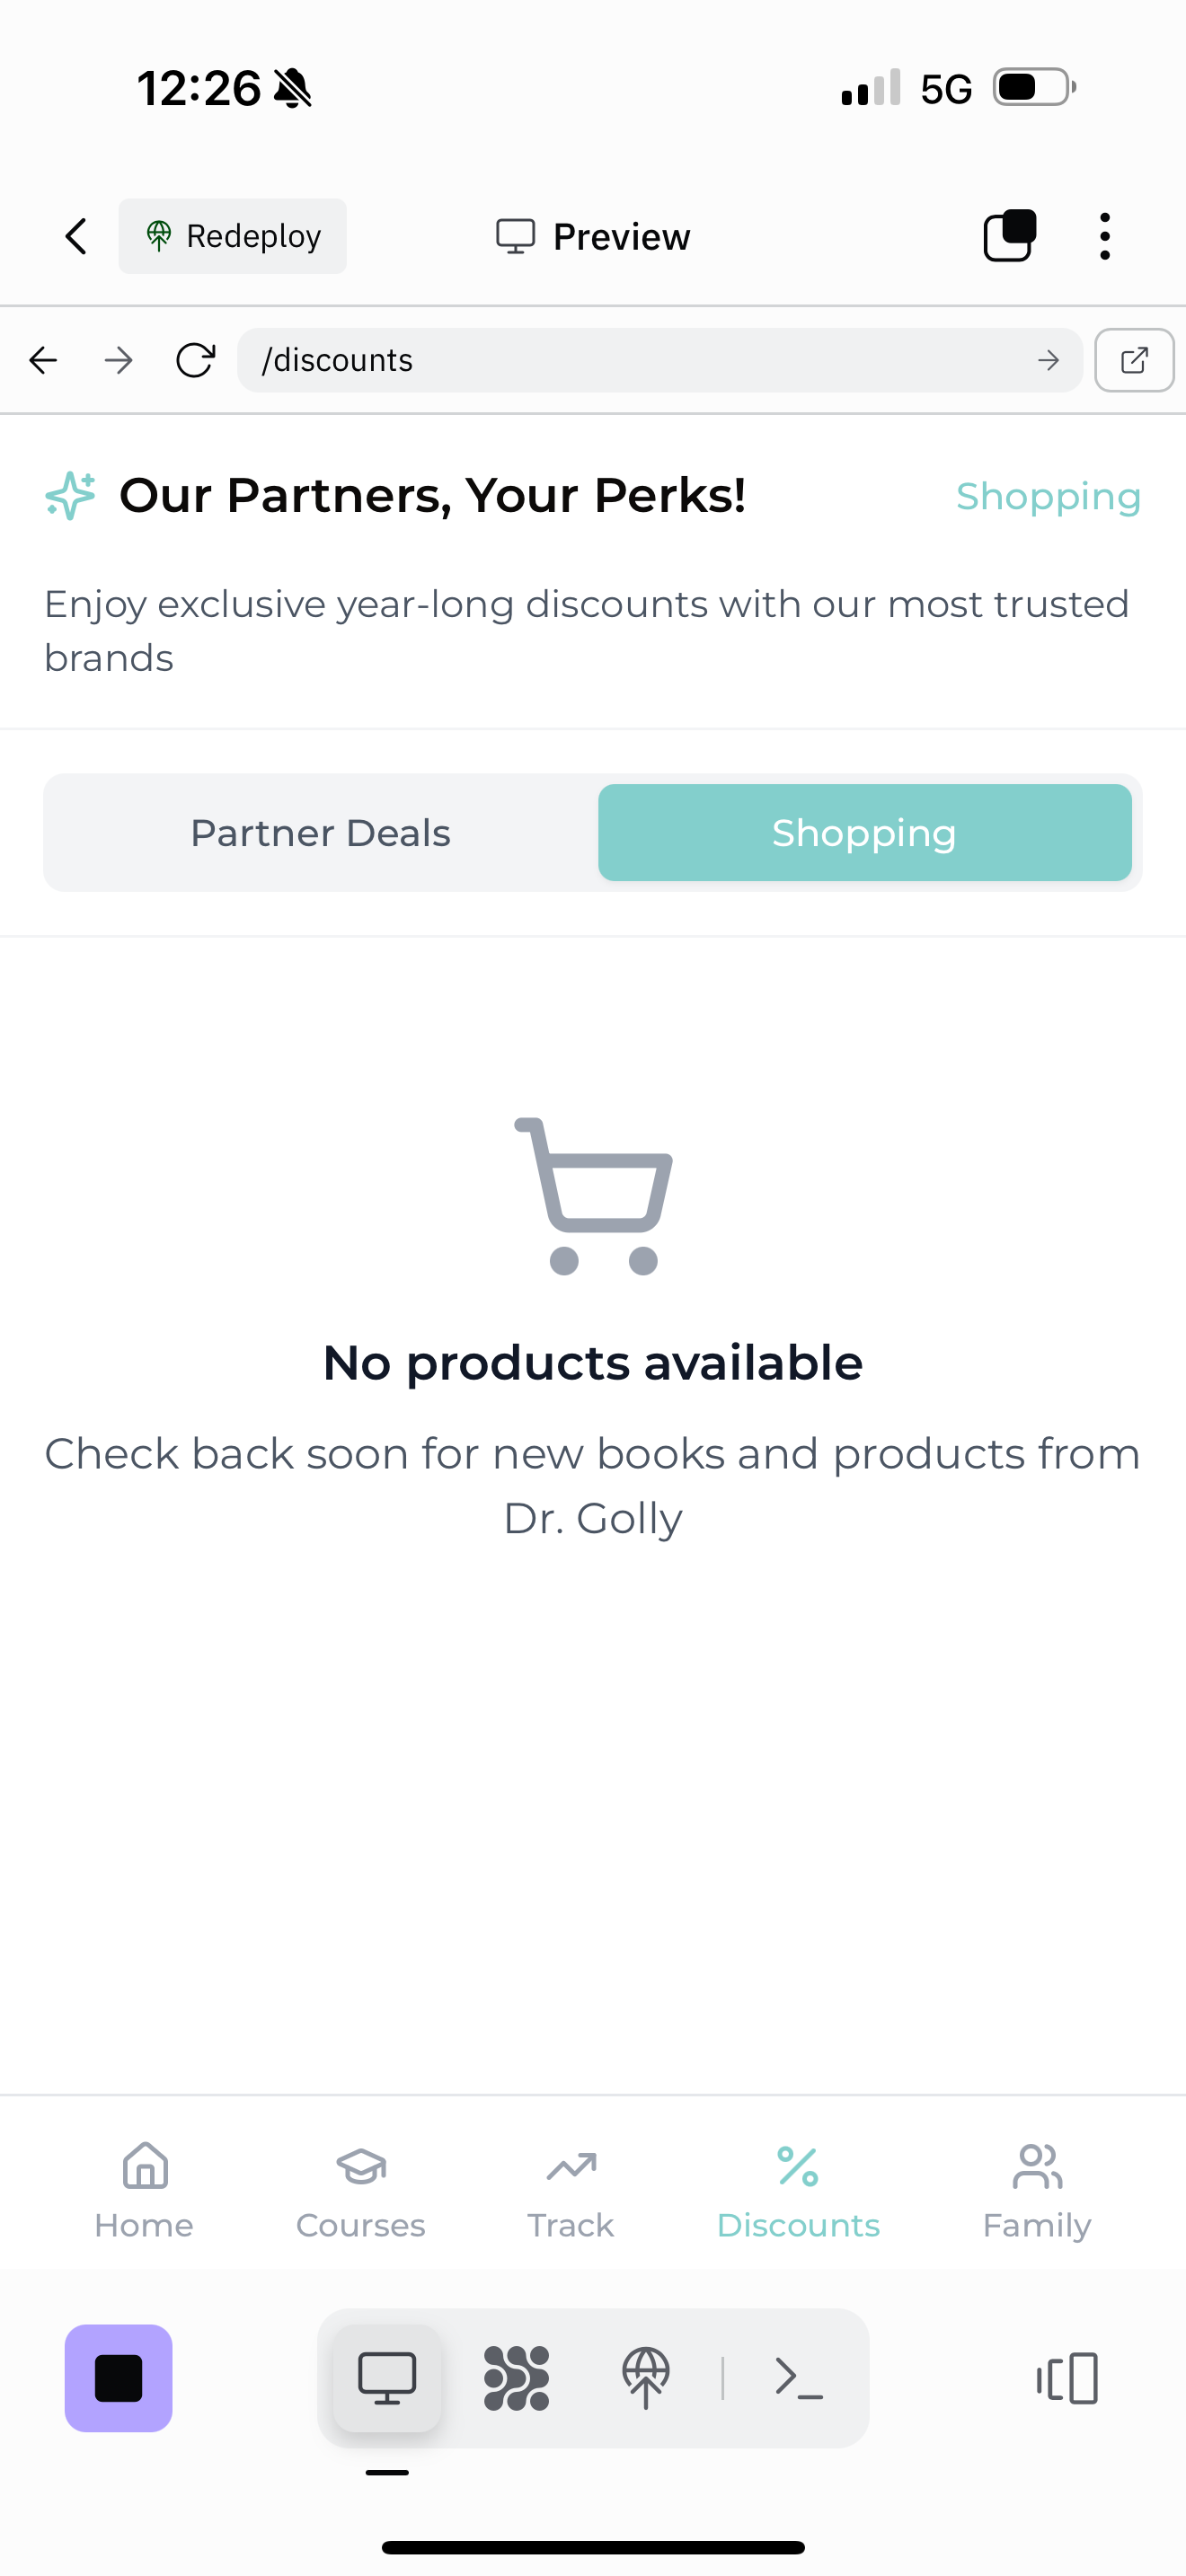 12:26
5G
Redeploy
Preview
/discounts
Our Partners, Your Perks!
Shopping
Enjoy exclusive year-long discounts with our most trusted
brands
Partner Deals
Shopping
No products available
Check back soon for new books and products from
Dr. Golly
Home
Courses
Track
Discounts
Family